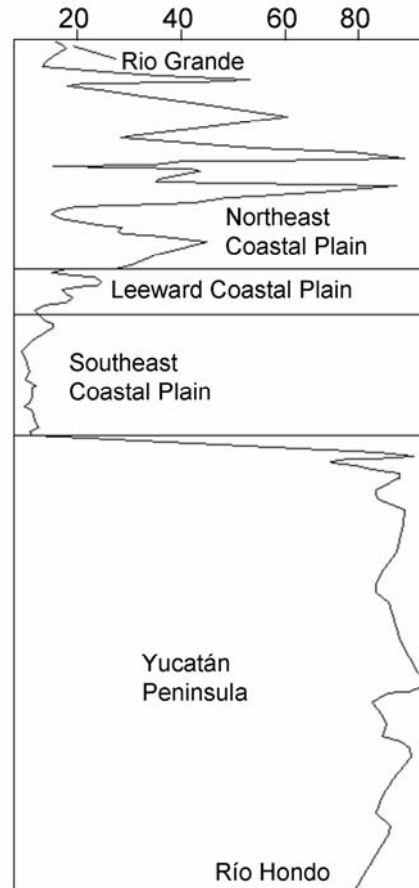 20 40 60 80
Rio Grande
Northeast
Coastal Plain
Leeward Coastal Plain
Southeast
Coastal Plain
Yucatán
Peninsula
Río Hondo